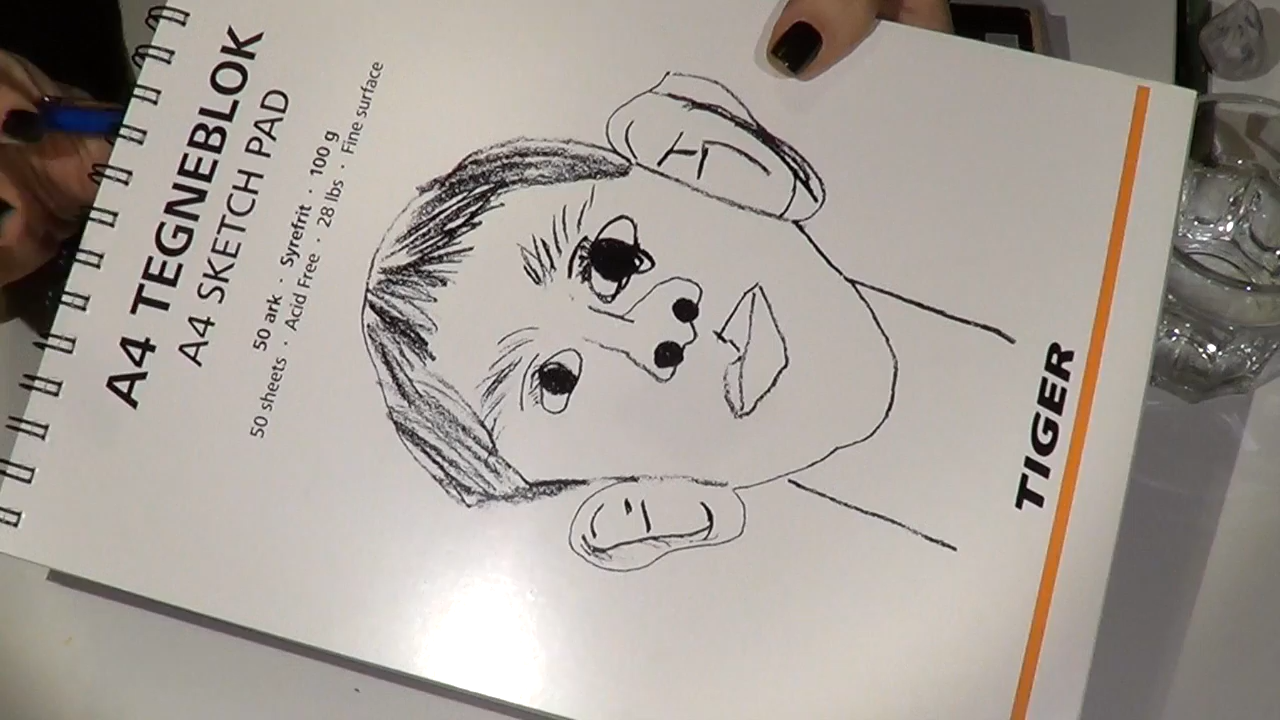 A4 TEGNEBLOK
A4 SKETCH PAD
50 ark · Syrefrit · 100 g
50 sheets · Acid Free · 28 lbs · Fine surface
TIGER